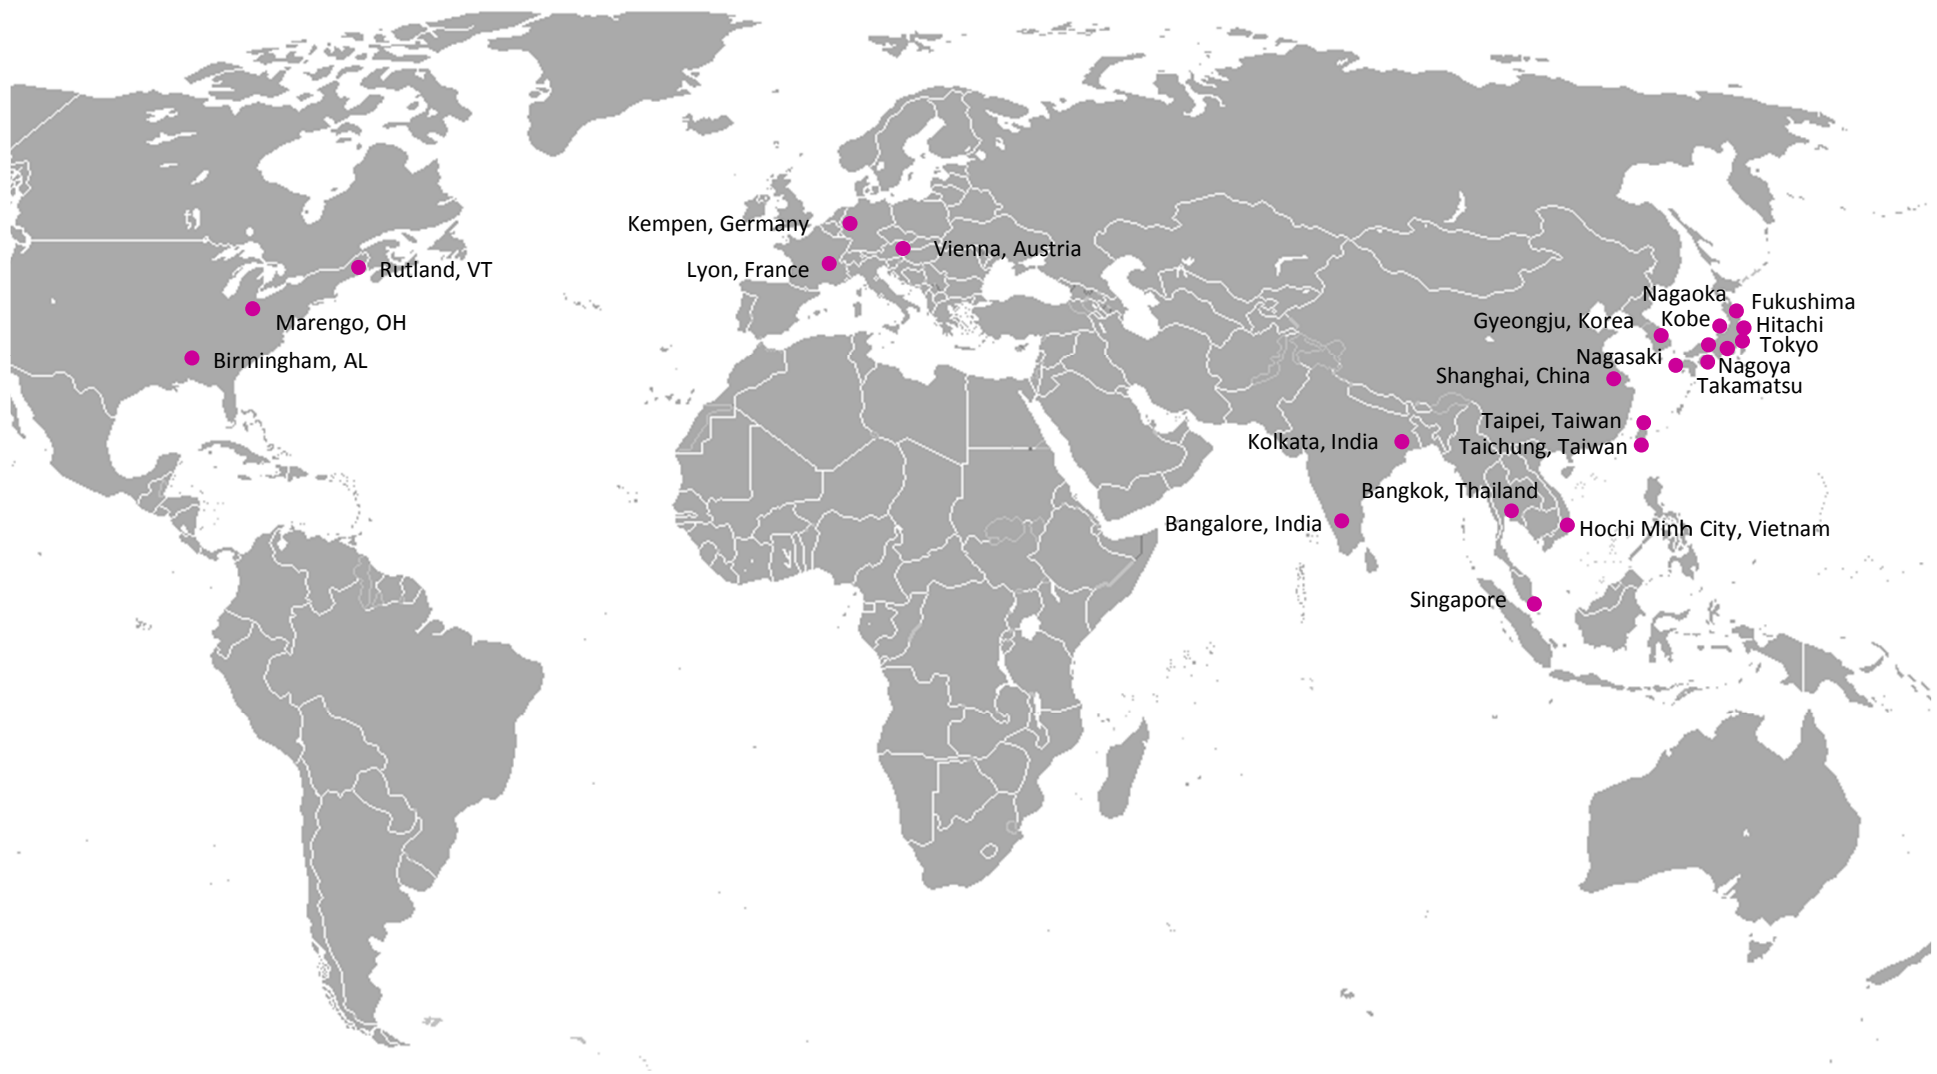 Kempen, Germany
Vienna, Austria
Lyon, France
Rutland, VT
Marengo, OH
Birmingham, AL
Nagaoka
Fukushima
Gyeongju, Korea
Kobe
Hitachi
Tokyo
Nagasaki
Nagoya
Shanghai, China
Takamatsu
Taipei, Taiwan
Kolkata, India
Taichung, Taiwan
Bangkok, Thailand
Bangalore, India
Hochi Minh City, Vietnam
Singapore